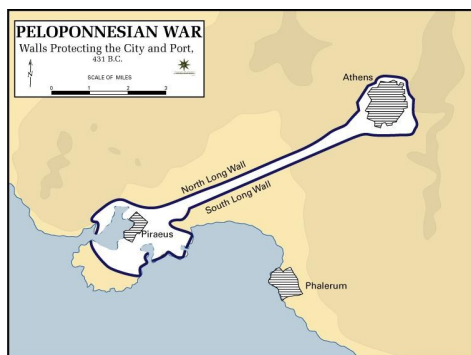 PELOPONNESIAN WAR
Walls Protecting the City and Port,
431 B.C.
N
SCALE OF MILES
0 1 2 3
Athens
North Long Wall
South Long Wall
Piraeus
Phalerum